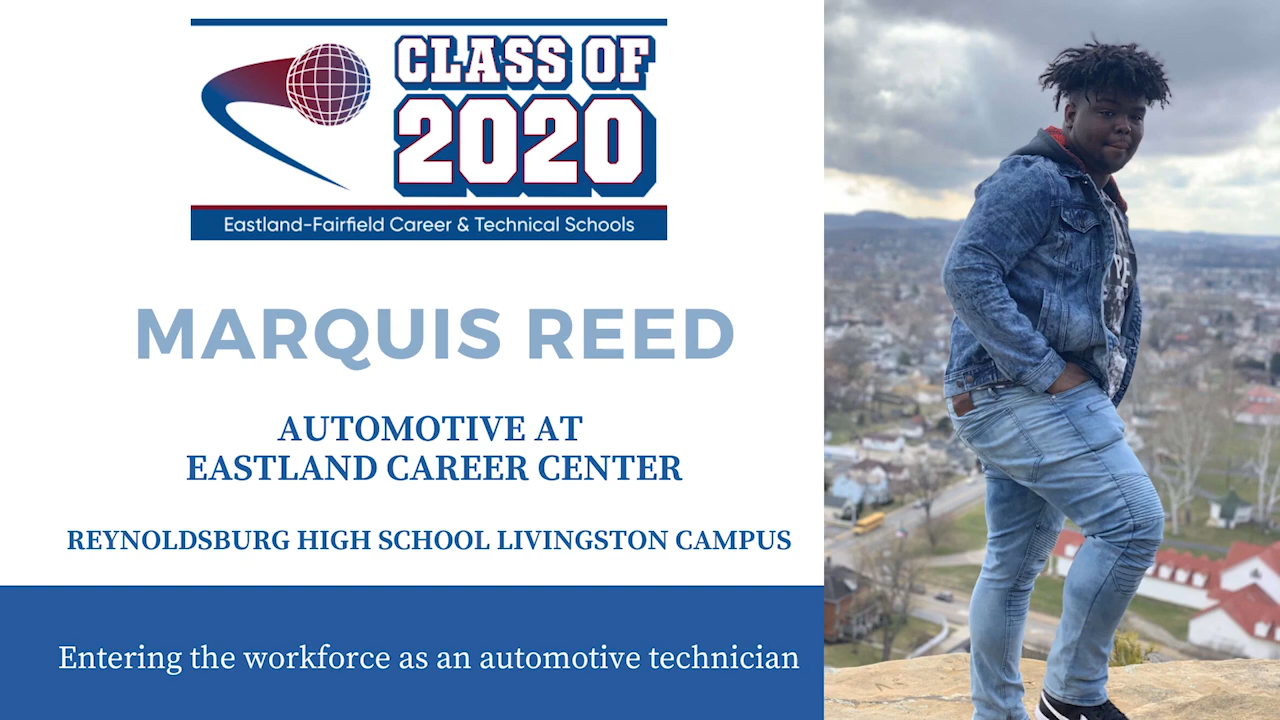 CLASS OF
2020
Eastland-Fairfield Career & Technical Schools
MARQUIS REED
AUTOMOTIVE AT
EASTLAND CAREER CENTER
REYNOLDSBURG HIGH SCHOOL LIVINGSTON CAMPUS
Entering the workforce as an automotive technician